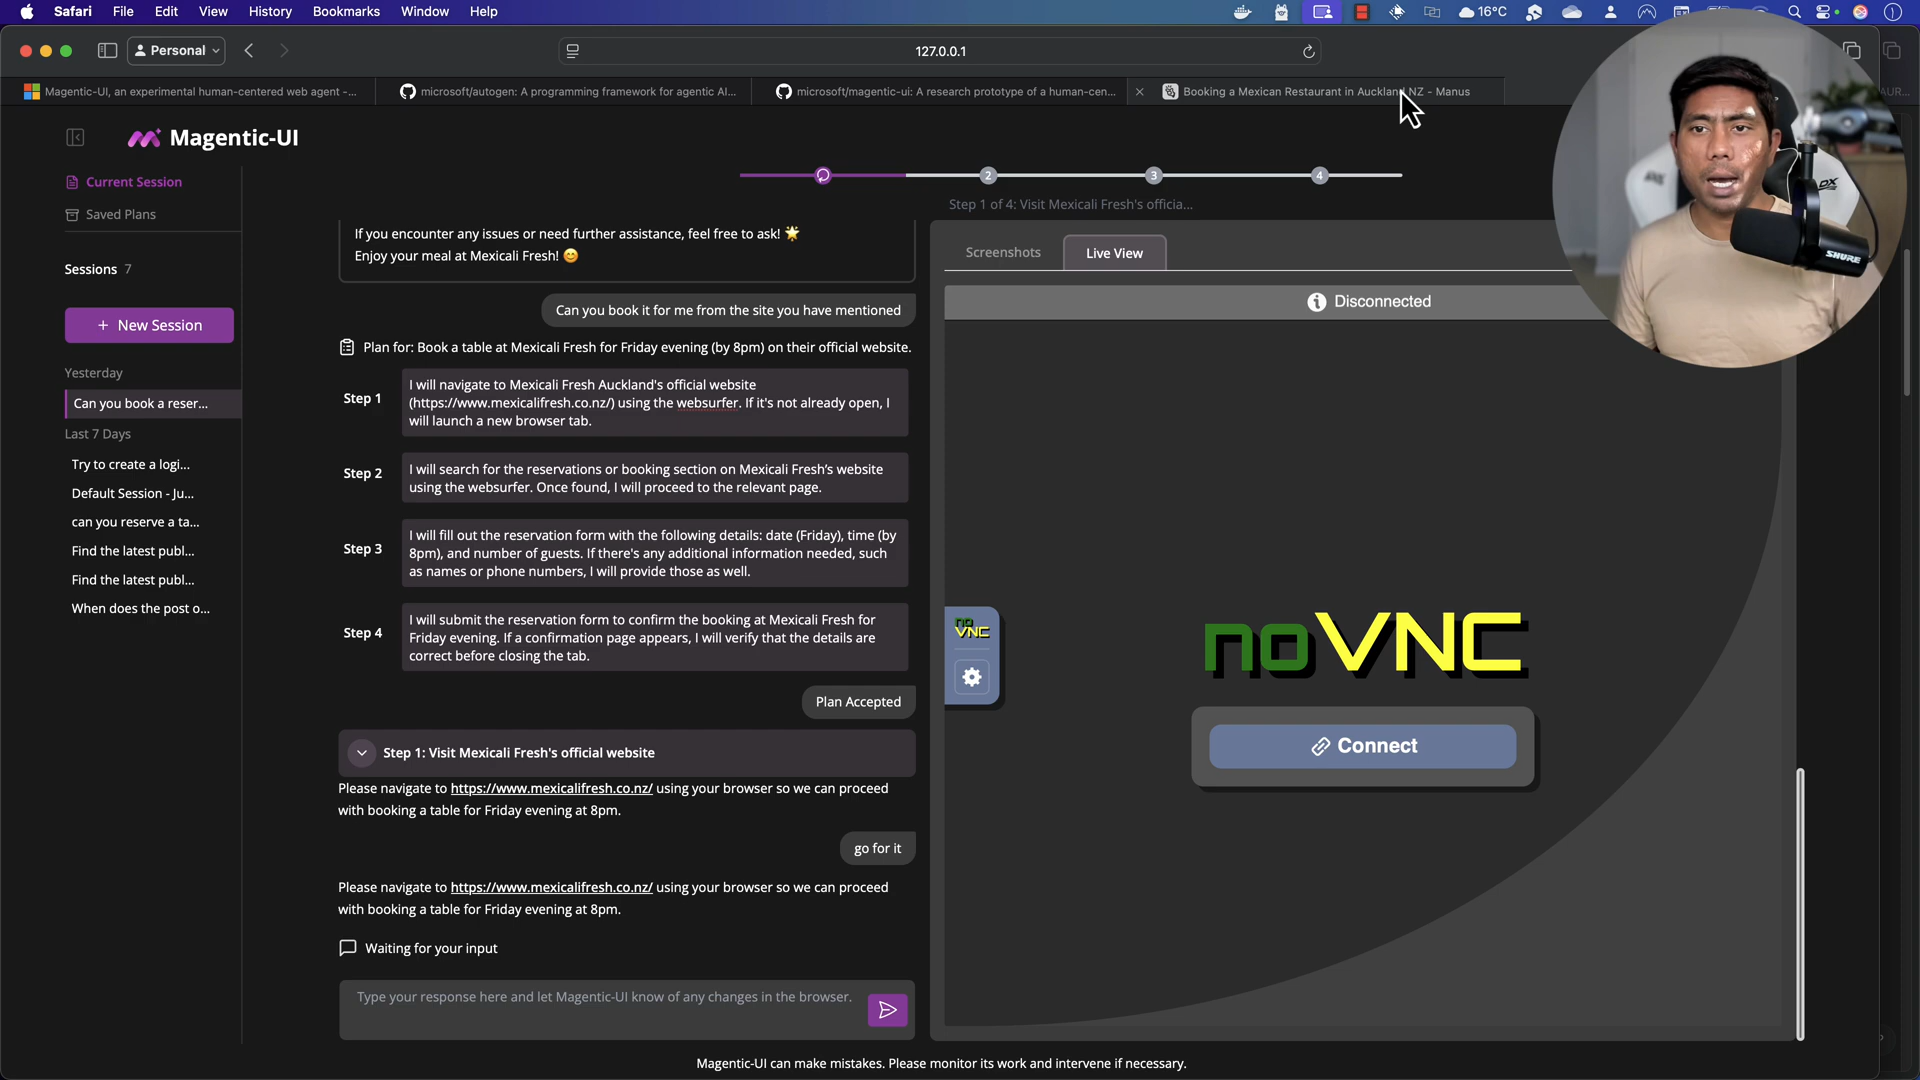 Safari File Edit View History Bookmarks Window Help
16°C
Personal
127.0.0.1
Magentic-UI, an experimental human-centered web agent -...
microsoft/autogen: A programming framework for agentic AI...
microsoft/magentic-ui: A research prototype of a human-cen...
Booking a Mexican Restaurant in Auckland NZ - Manus
Magentic-UI
Current Session
Saved Plans
Sessions 7
+ New Session
Yesterday
Can you book a reser...
Last 7 Days
Try to create a logi...
Default Session - Ju...
can you reserve a ta...
Find the latest publ...
Find the latest publ...
When does the post o...
2 3 4
Step 1 of 4: Visit Mexicali Fresh's officia...
If you encounter any issues or need further assistance, feel free to ask! 🌟
Enjoy your meal at Mexicali Fresh! 😊
Can you book it for me from the site you have mentioned
Plan for: Book a table at Mexicali Fresh for Friday evening (by 8pm) on their official website.
Step 1
I will navigate to Mexicali Fresh Auckland's official website
(https://www.mexicalifresh.co.nz/) using the websurfer. If it's not already open, I
will launch a new browser tab.
Step 2
I will search for the reservations or booking section on Mexicali Fresh's website
using the websurfer. Once found, I will proceed to the relevant page.
Step 3
I will fill out the reservation form with the following details: date (Friday), time (by
8pm), and number of guests. If there's any additional information needed, such
as names or phone numbers, I will provide those as well.
Step 4
I will submit the reservation form to confirm the booking at Mexicali Fresh for
Friday evening. If a confirmation page appears, I will verify that the details are
correct before closing the tab.
Plan Accepted
Step 1: Visit Mexicali Fresh's official website
Please navigate to https://www.mexicalifresh.co.nz/ using your browser so we can proceed
with booking a table for Friday evening at 8pm.
go for it
Please navigate to https://www.mexicalifresh.co.nz/ using your browser so we can proceed
with booking a table for Friday evening at 8pm.
Waiting for your input
Type your response here and let Magentic-UI know of any changes in the browser.
Screenshots
Live View
Disconnected
no
VNC
noVNC
Connect
SHURE
DX
Magentic-UI can make mistakes. Please monitor its work and intervene if necessary.